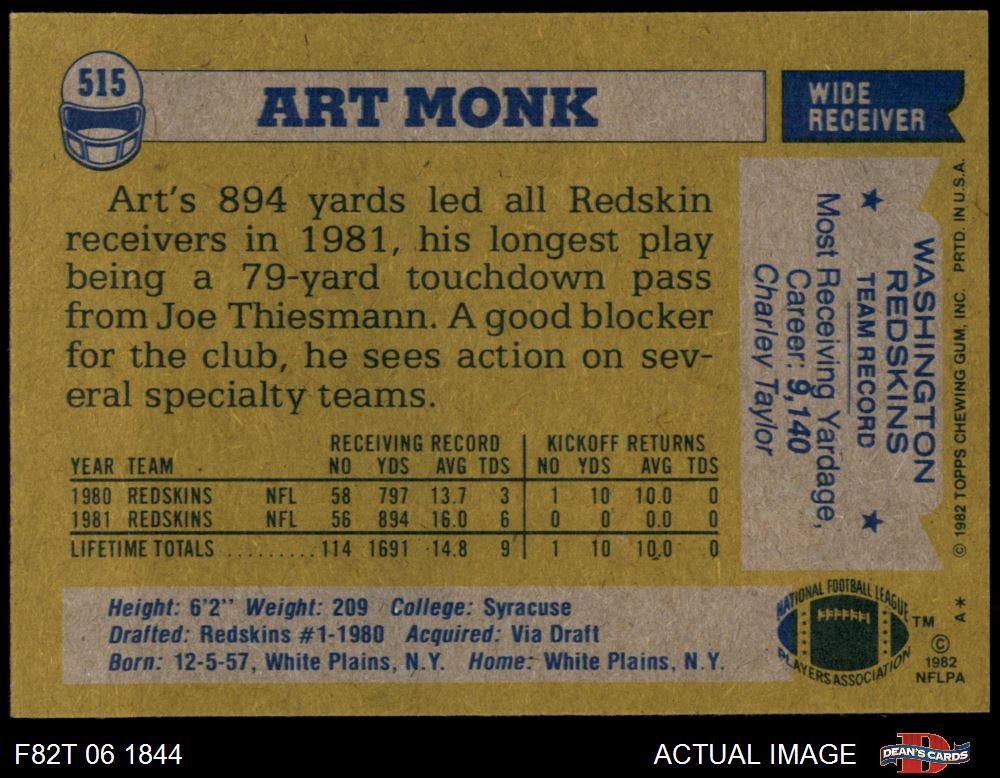 515
ART MONK
WIDE
RECEIVER
Art's 894 yards led all Redskin
receivers in 1981, his longest play
being a 79-yard touchdown pass
from Joe Thiesmann. A good blocker
for the club, he sees action on sev-
eral specialty teams.
RECEIVING RECORD KICKOFF RETURNS
YEAR TEAM NO YDS AVG TDS NO YDS AVG TDS
1980 REDSKINS NFL 58 797 13.7 3 1 10 10.0 0
1981 REDSKINS NFL 56 894 16.0 6 0 0 0.0 0
LIFETIME TOTALS ......... 114 1691 14.8 9 1 10 10.0 0
Height: 6'2" Weight: 209 College: Syracuse
Drafted: Redskins #1-1980 Acquired: Via Draft
Born: 12-5-57, White Plains, N.Y. Home: White Plains, N.Y.
WASHINGTON
REDSKINS
TEAM RECORD
Most Receiving Yardage,
Career: 9,140
Charley Taylor
© 1982 TOPPS CHEWING GUM, INC. PRTD. IN U.S.A.
A*
NATIONAL FOOTBALL LEAGUE
PLAYERS ASSOCIATION
TM
©
1982
NFLPA
F82T 06 1844
ACTUAL IMAGE
D
DEAN'S CARDS